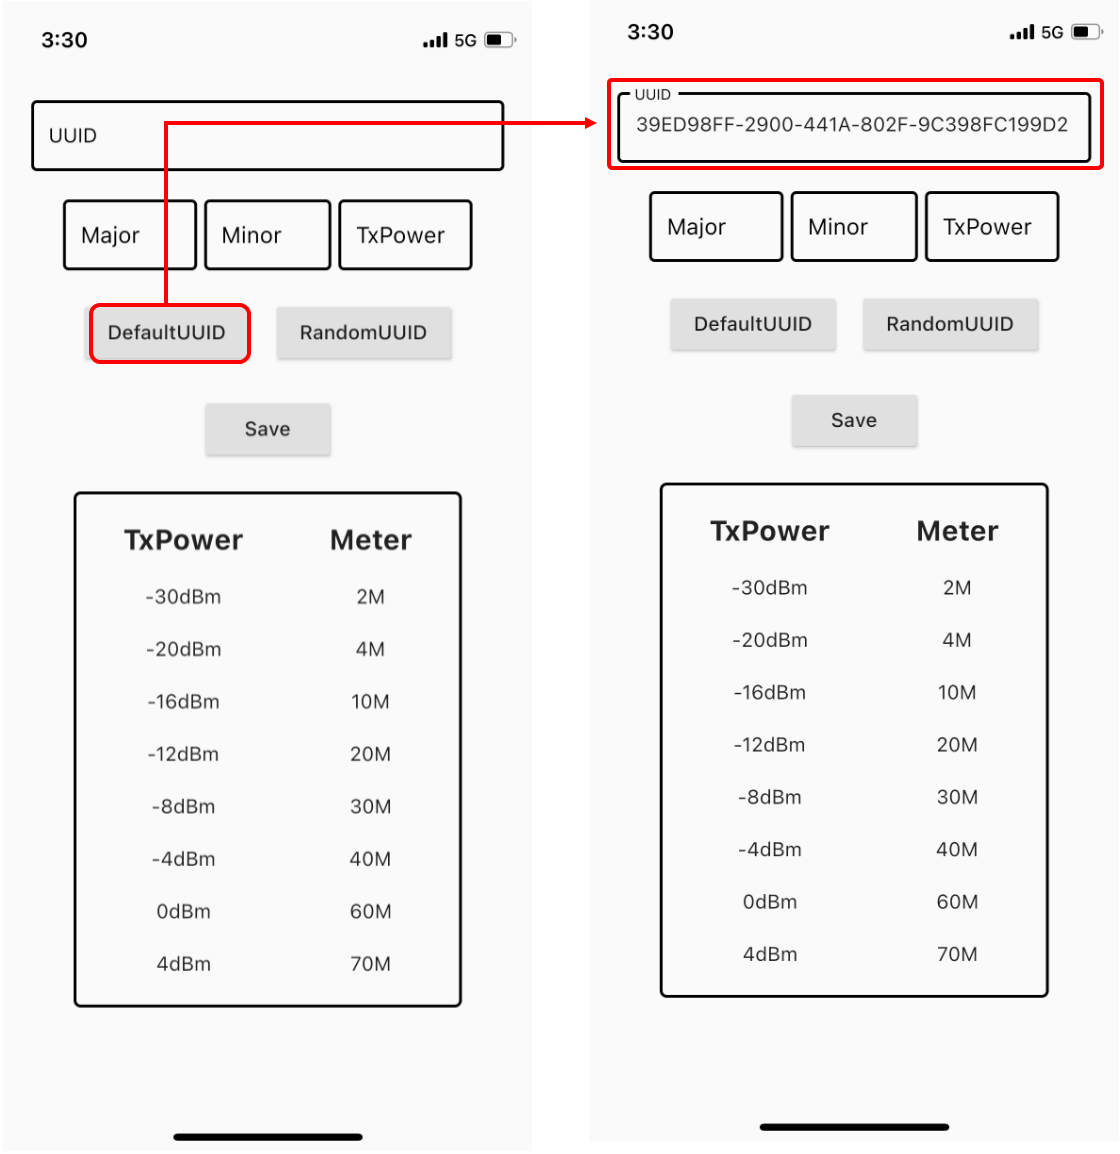 3:30
5G
UUID
Major Minor TxPower
DefaultUUID RandomUUID
Save
TxPower Meter
-30dBm 2M
-20dBm 4M
-16dBm 10M
-12dBm 20M
-8dBm 30M
-4dBm 40M
0dBm 60M
4dBm 70M
3:30
5G
UUID
39ED98FF-2900-441A-802F-9C398FC199D2
Major Minor TxPower
DefaultUUID RandomUUID
Save
TxPower Meter
-30dBm 2M
-20dBm 4M
-16dBm 10M
-12dBm 20M
-8dBm 30M
-4dBm 40M
0dBm 60M
4dBm 70M